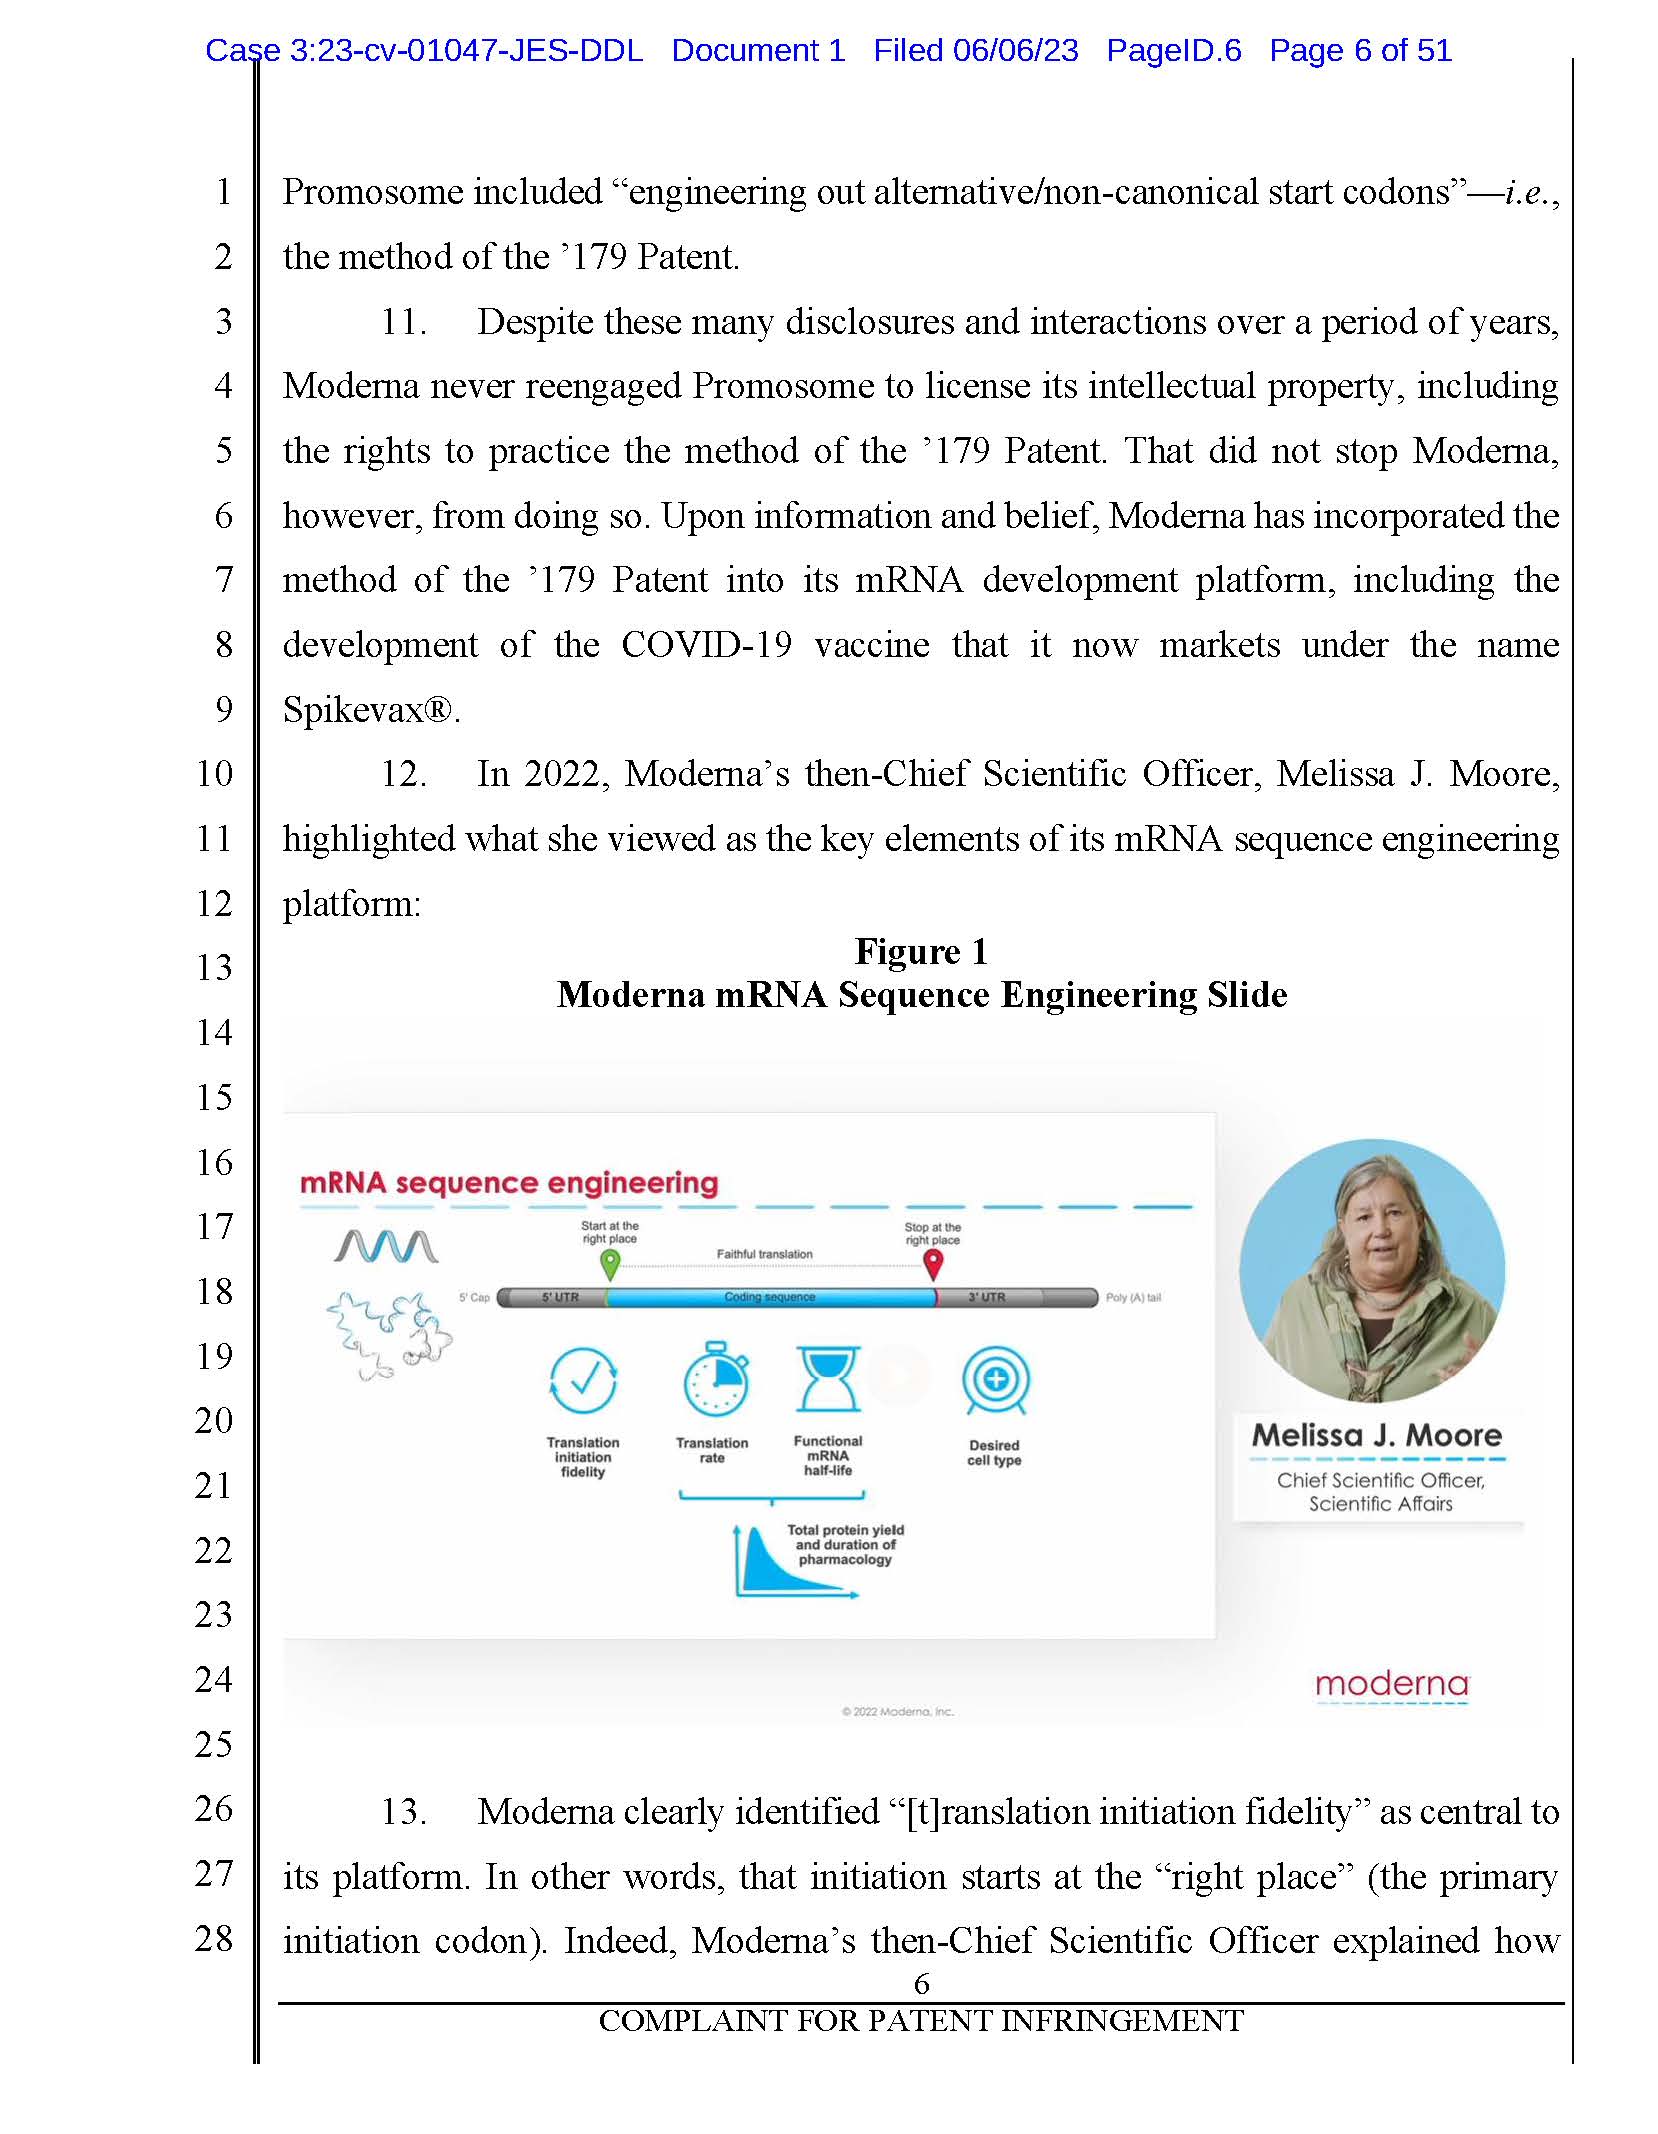 Case 3:23-cv-01047-JES-DDL Document 1 Filed 06/06/23 PageID.6 Page 6 of 51
1 Promosome included “engineering out alternative/non-canonical start codons”—i.e.,
2 the method of the ’179 Patent.
3 11. Despite these many disclosures and interactions over a period of years,
4 Moderna never reengaged Promosome to license its intellectual property, including
5 the rights to practice the method of the ’179 Patent. That did not stop Moderna,
6 however, from doing so. Upon information and belief, Moderna has incorporated the
7 method of the ’179 Patent into its mRNA development platform, including the
8 development of the COVID-19 vaccine that it now markets under the name
9 Spikevax®.
10 12. In 2022, Moderna’s then-Chief Scientific Officer, Melissa J. Moore,
11 highlighted what she viewed as the key elements of its mRNA sequence engineering
12 platform:
Figure 1
13
Moderna mRNA Sequence Engineering Slide
14
15
16
mRNA sequence engineering
17
Start at the
right place
Stop at the
right place
Faithful translation
18
5' Cap
5' UTR
Coding sequence
3' UTR
Poly (A) tail
19
20
Translation
initiation
fidelity
Translation
rate
Functional
mRNA
half-life
Desired
cell type
Melissa J. Moore
Chief Scientific Officer,
Scientific Affairs
21
22
Total protein yield
and duration of
pharmacology
23
24
moderna
© 2022 Moderna, Inc.
25
26 13. Moderna clearly identified “[t]ranslation initiation fidelity” as central to
27 its platform. In other words, that initiation starts at the “right place” (the primary
28 initiation codon). Indeed, Moderna’s then-Chief Scientific Officer explained how
6
COMPLAINT FOR PATENT INFRINGEMENT